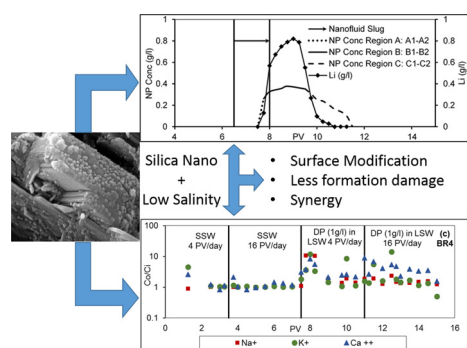 1
0.8
0.6
0.4
0.2
0
NP Conc (g/l)
4
6
8
PV
10
12
14
0
0.2
0.4
0.6
0.8
1
Li (g/l)
Nanofluid Slug
NP Conc Region A: A1-A2
NP Conc Region B: B1-B2
NP Conc Region C: C1-C2
Li (g/l)
Silica Nano
+
Low Salinity
• Surface Modification
• Less formation damage
• Synergy
SSW
4 PV/day
SSW
16 PV/day
DP (1g/l) in
LSW 4 PV/day
DP (1g/l) in LSW
16 PV/day
(c)
BR4
Co/Ci
100
10
1
0.1
0
2
4
6
PV
8
10
12
14
16
Na+
K+
Ca ++